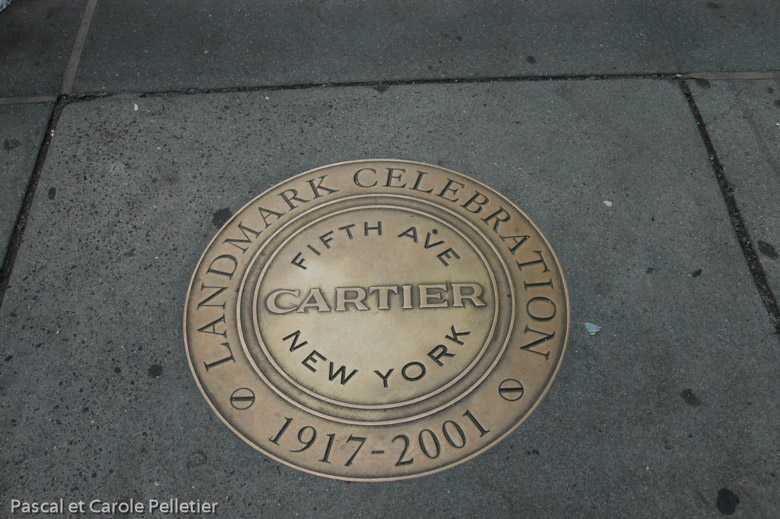 LANDMARK CELEBRATION
FIFTH AVE
CARTIER
NEW YORK
1917-2001
Pascal et Carole Pelletier